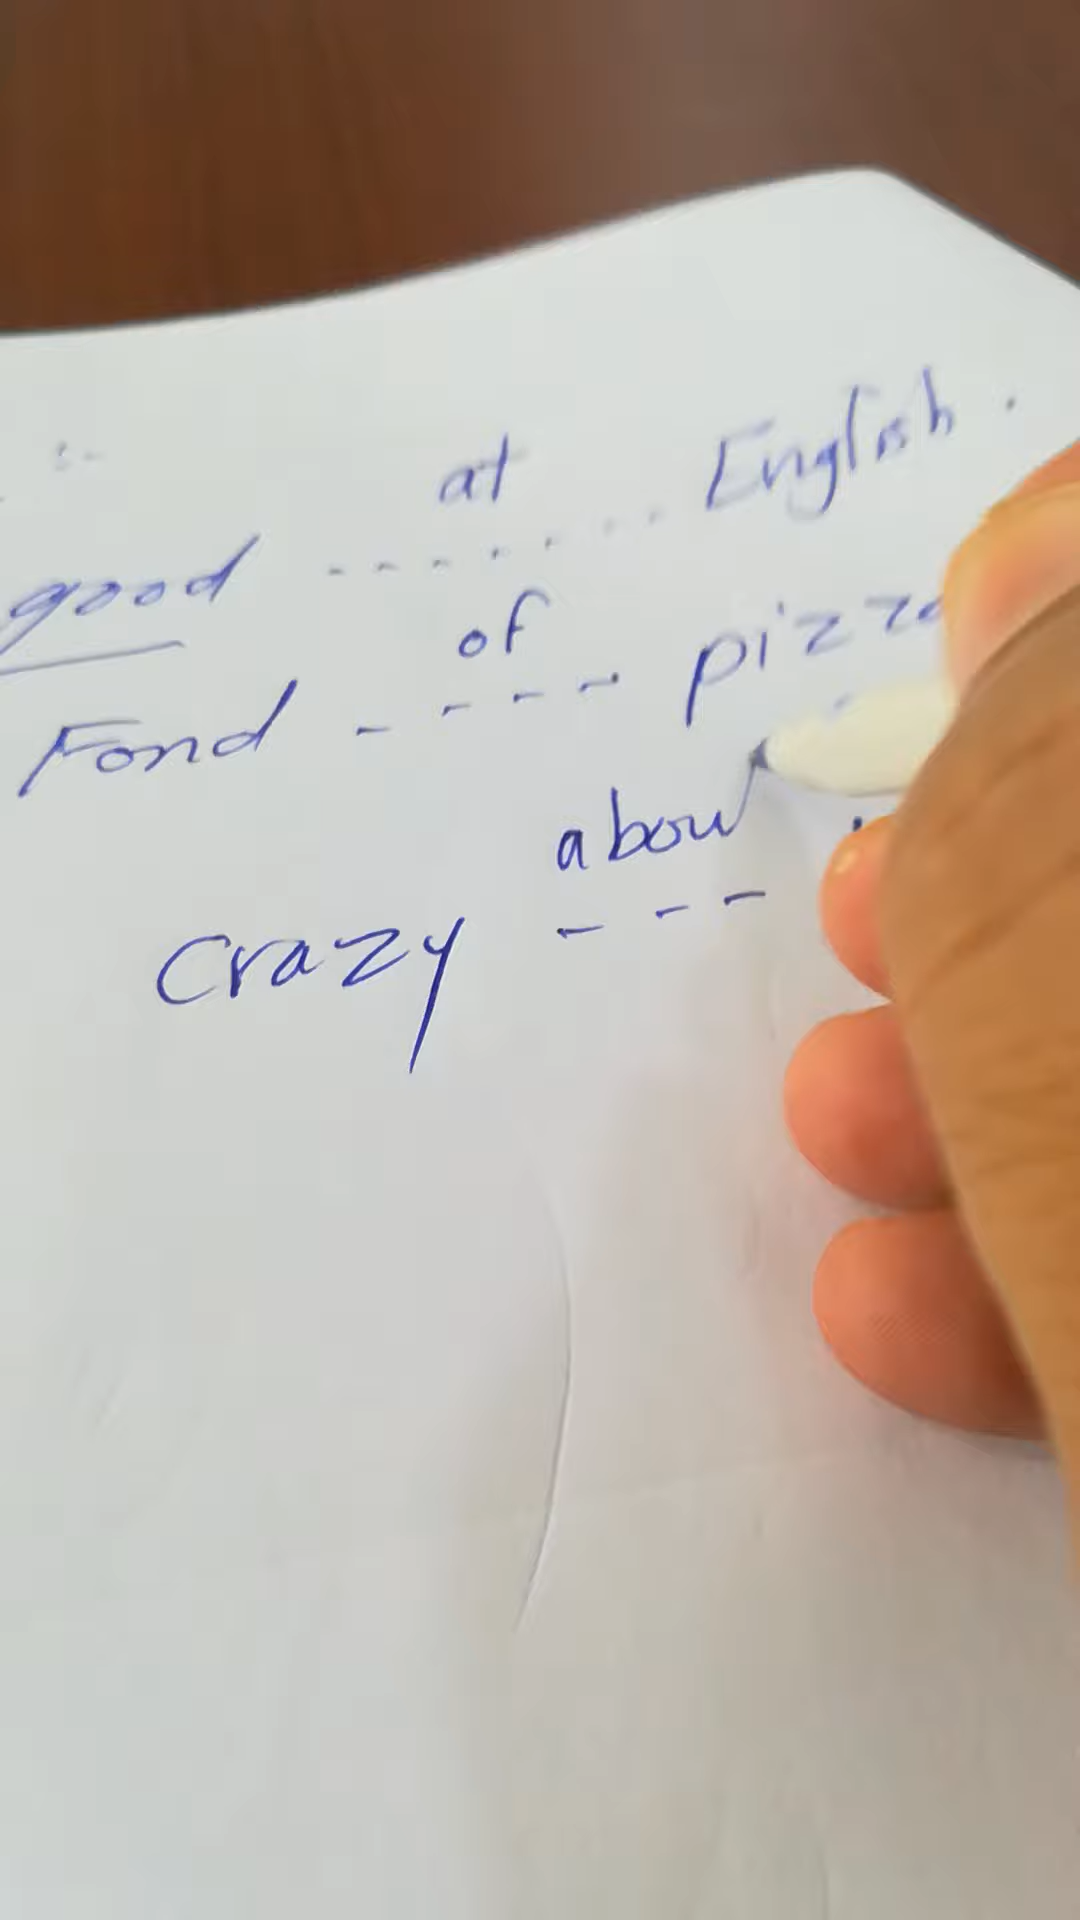 :-
at
good ........ English.
of
Fond - - - - pizza
abou
Crazy - - -